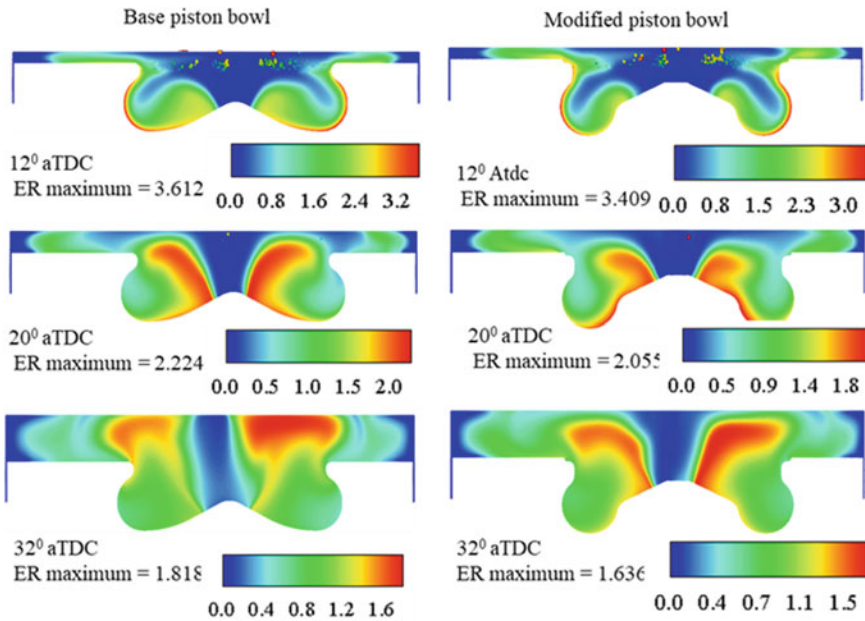 Base piston bowl
Modified piston bowl
12⁰ aTDC
ER maximum = 3.612
0.0 0.8 1.6 2.4 3.2
12⁰ Atdc
ER maximum = 3.409
0.0 0.8 1.5 2.3 3.0
20⁰ aTDC
ER maximum = 2.224
0.0 0.5 1.0 1.5 2.0
20⁰ aTDC
ER maximum = 2.055
0.0 0.5 0.9 1.4 1.8
32⁰ aTDC
ER maximum = 1.818
0.0 0.4 0.8 1.2 1.6
32⁰ aTDC
ER maximum = 1.636
0.0 0.4 0.7 1.1 1.5